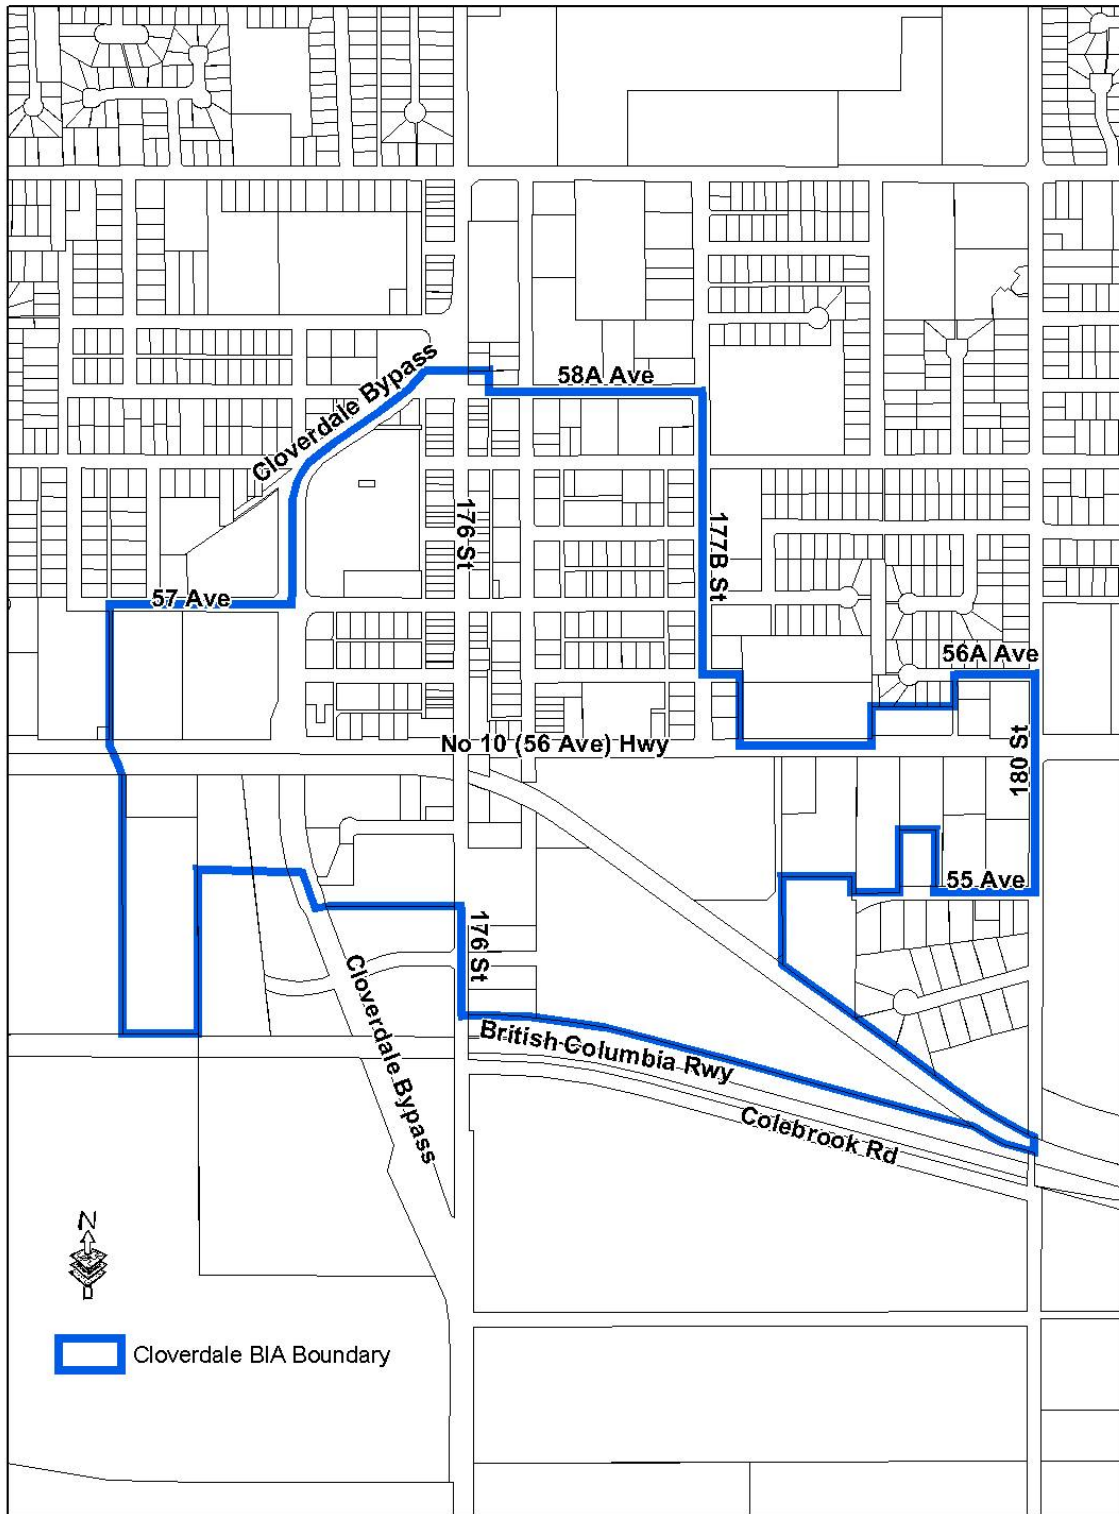 58A Ave
Cloverdale Bypass
176 St
177B St
57 Ave
56A Ave
No 10 (56 Ave) Hwy
180 St
55 Ave
176 St
Cloverdale Bypass
British Columbia Rwy
Colebrook Rd
N
Cloverdale BIA Boundary